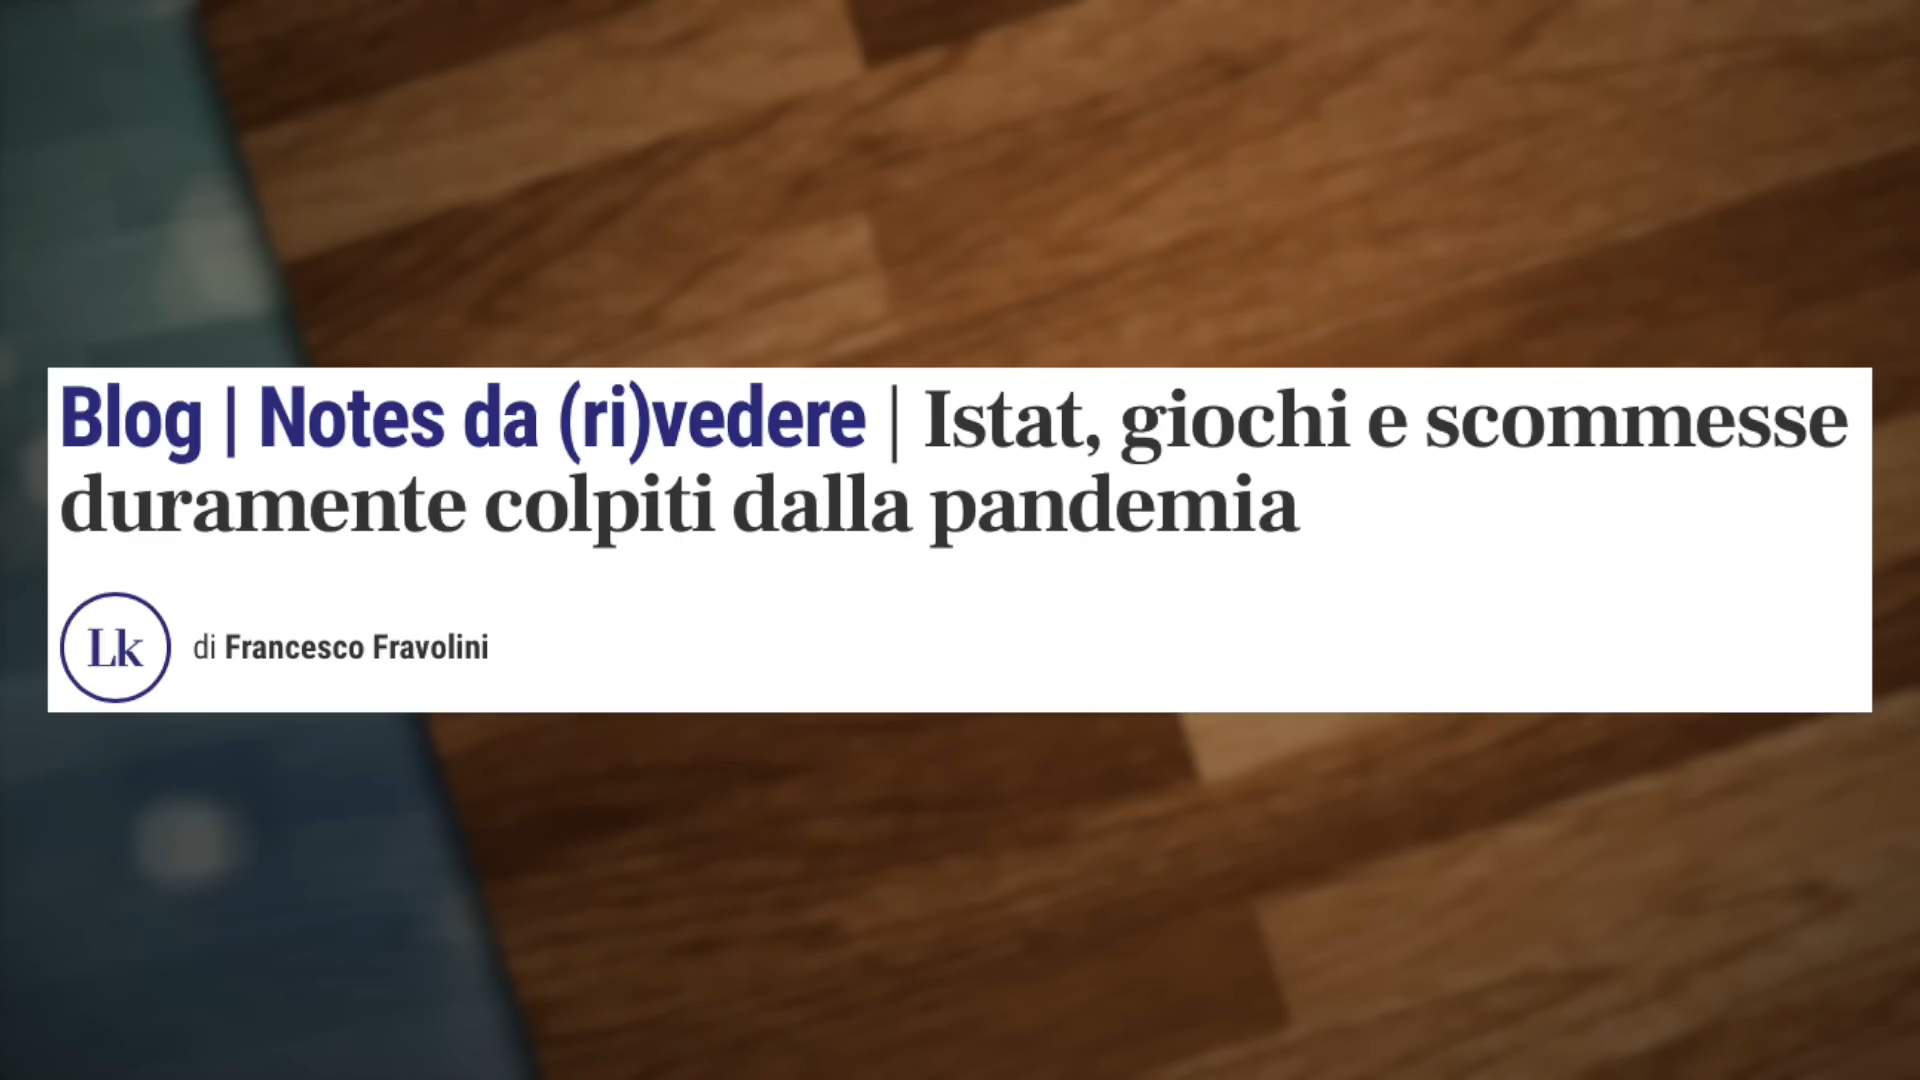 Blog | Notes da (ri)vedere | Istat, giochi e scommesse
duramente colpiti dalla pandemia
Lk
di Francesco Fravolini